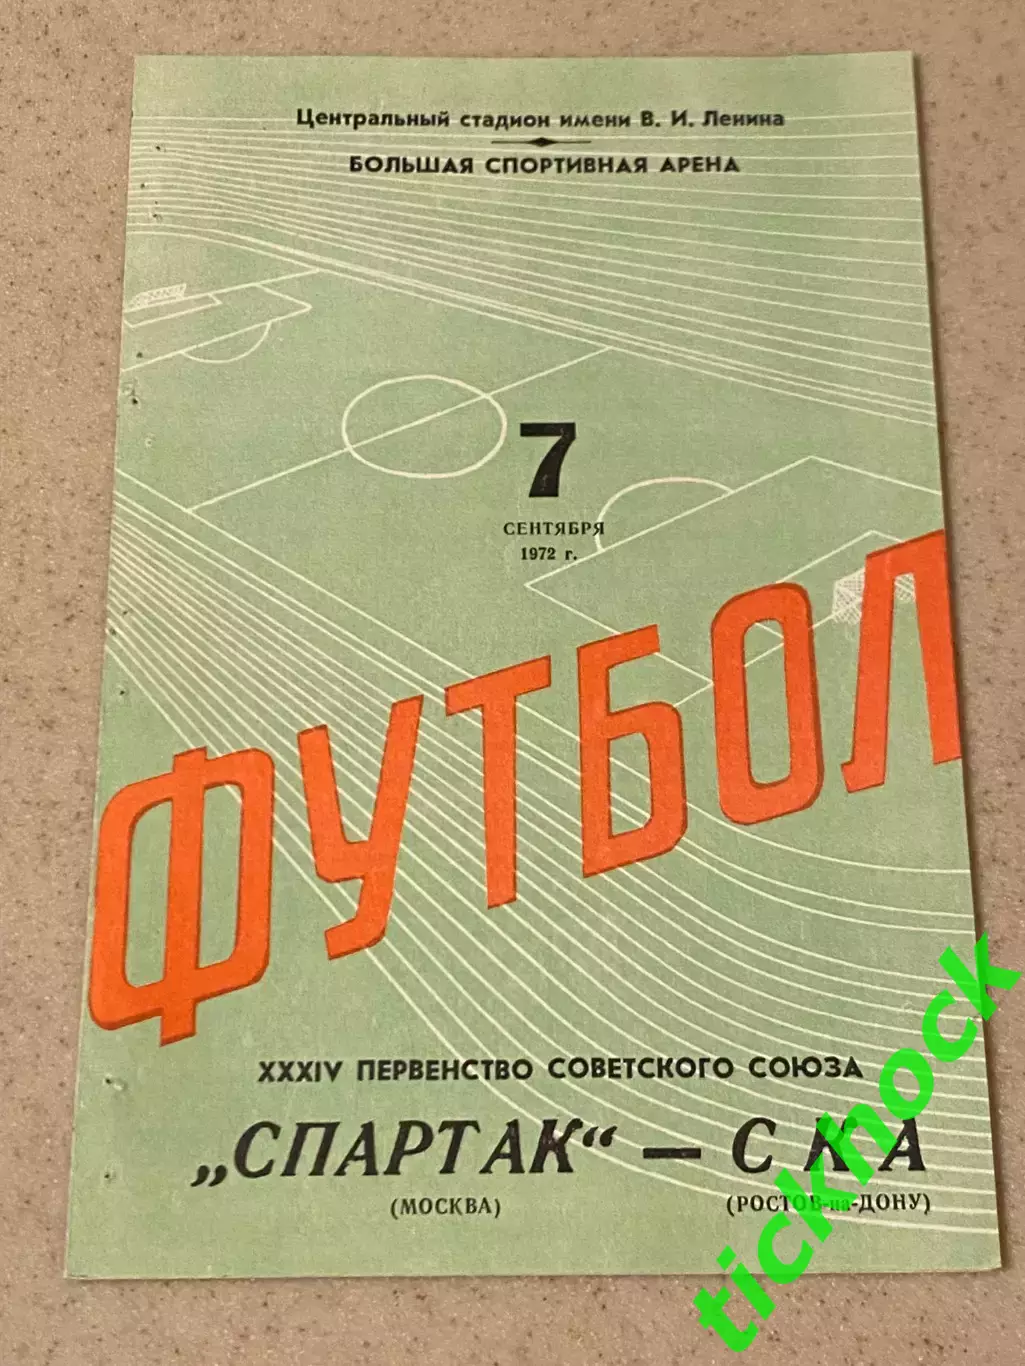 Центральный стадион имени В. И. Ленина
БОЛЬШАЯ СПОРТИВНАЯ АРЕНА
7
СЕНТЯБРЯ
1972 г.
ФУТБОЛ
XXXIV ПЕРВЕНСТВО СОВЕТСКОГО СОЮЗА
„СПАРТАК“ — СКА
(МОСКВА) (РОСТОВ-на-ДОНУ)
ticknock